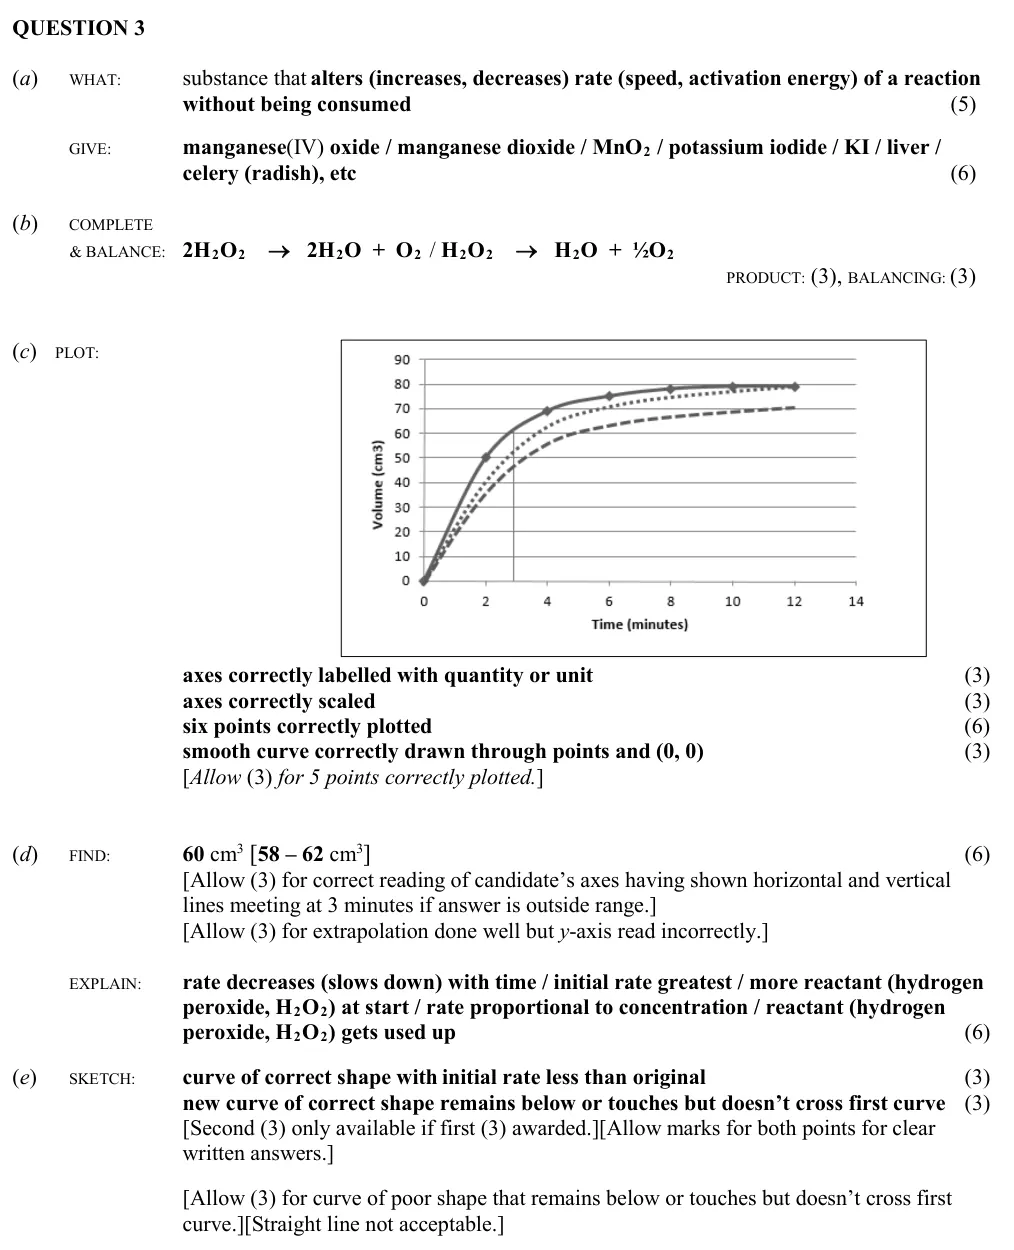 QUESTION 3
(a) WHAT: substance that alters (increases, decreases) rate (speed, activation energy) of a reaction
without being consumed (5)
GIVE: manganese(IV) oxide / manganese dioxide / MnO₂ / potassium iodide / KI / liver /
celery (radish), etc (6)
(b) COMPLETE
& BALANCE: 2H₂O₂ → 2H₂O + O₂ / H₂O₂ → H₂O + ½O₂
PRODUCT: (3), BALANCING: (3)
(c) PLOT:
90
80
70
60
50
40
30
20
10
0
Volume (cm3)
0 2 4 6 8 10 12 14
Time (minutes)
axes correctly labelled with quantity or unit (3)
axes correctly scaled (3)
six points correctly plotted (6)
smooth curve correctly drawn through points and (0, 0) (3)
[Allow (3) for 5 points correctly plotted.]
(d) FIND: 60 cm³ [58 – 62 cm³] (6)
[Allow (3) for correct reading of candidate's axes having shown horizontal and vertical
lines meeting at 3 minutes if answer is outside range.]
[Allow (3) for extrapolation done well but y-axis read incorrectly.]
EXPLAIN: rate decreases (slows down) with time / initial rate greatest / more reactant (hydrogen
peroxide, H₂O₂) at start / rate proportional to concentration / reactant (hydrogen
peroxide, H₂O₂) gets used up (6)
(e) SKETCH: curve of correct shape with initial rate less than original (3)
new curve of correct shape remains below or touches but doesn't cross first curve (3)
[Second (3) only available if first (3) awarded.][Allow marks for both points for clear
written answers.]
[Allow (3) for curve of poor shape that remains below or touches but doesn't cross first
curve.][Straight line not acceptable.]